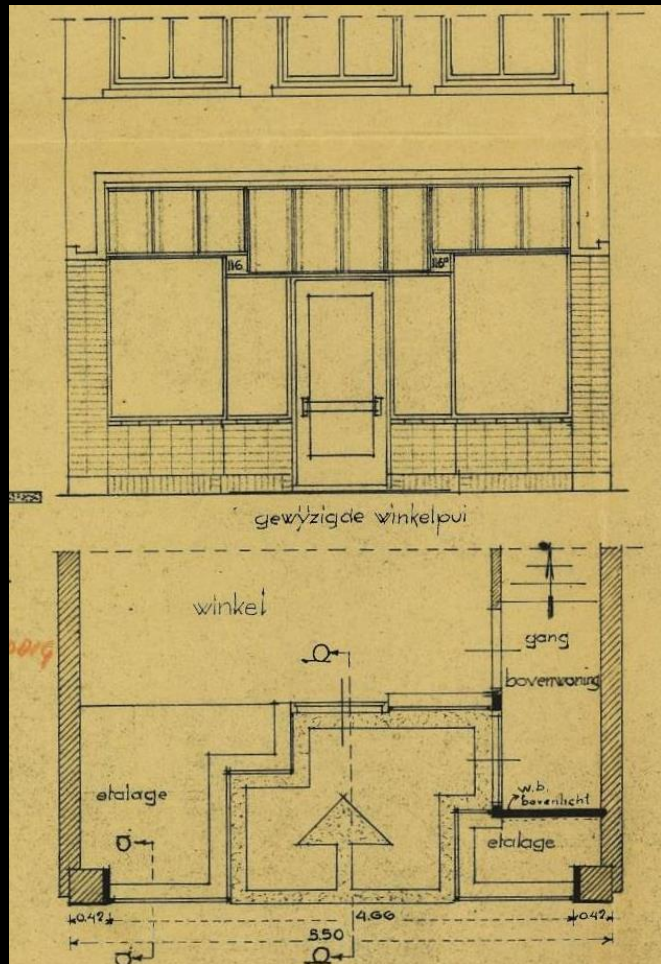 116
116ª
gewyzigde winkelpui
winkel
gang
bovenwoning
etalage
w.b.
bovenlicht
etalage
a
b
a
b
0.42
4.66
0.42
5.50